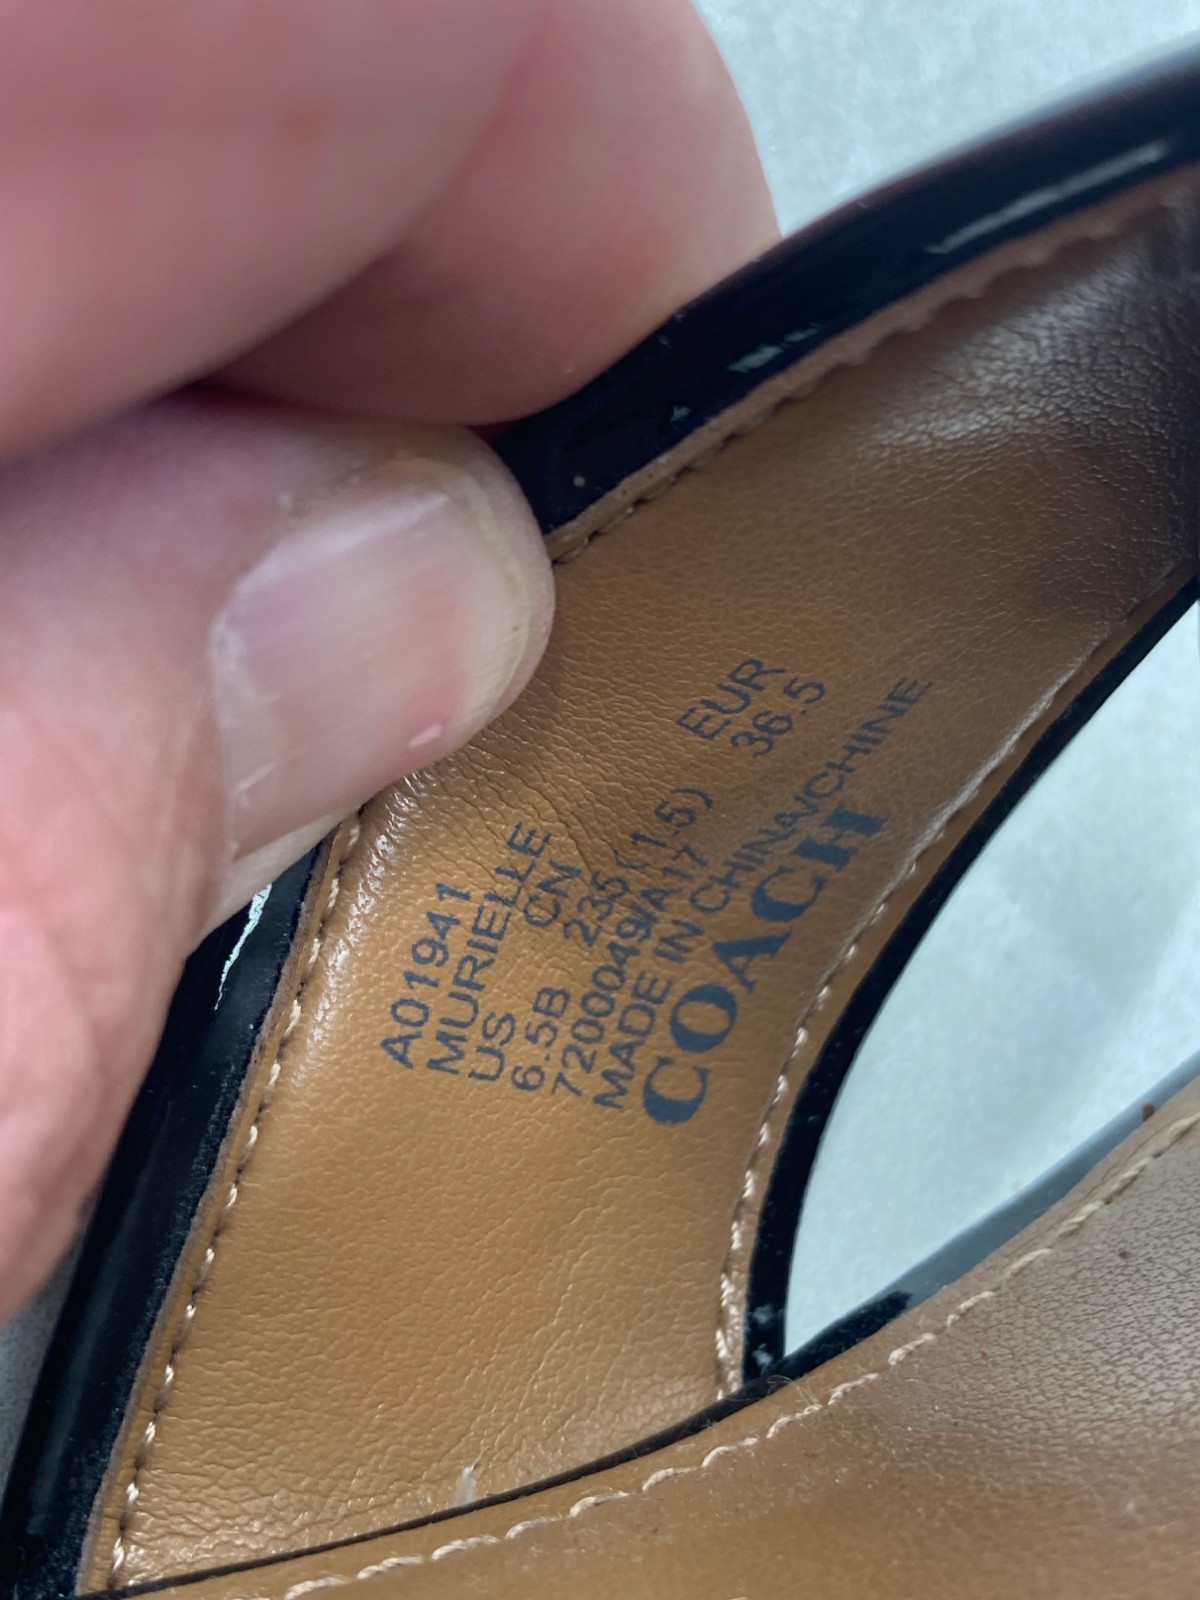 A01941
MURIELLE
US CN EUR
6.5B 235 (1.5) 36.5
7200049/A17
MADE IN CHINA/CHINE
COACH